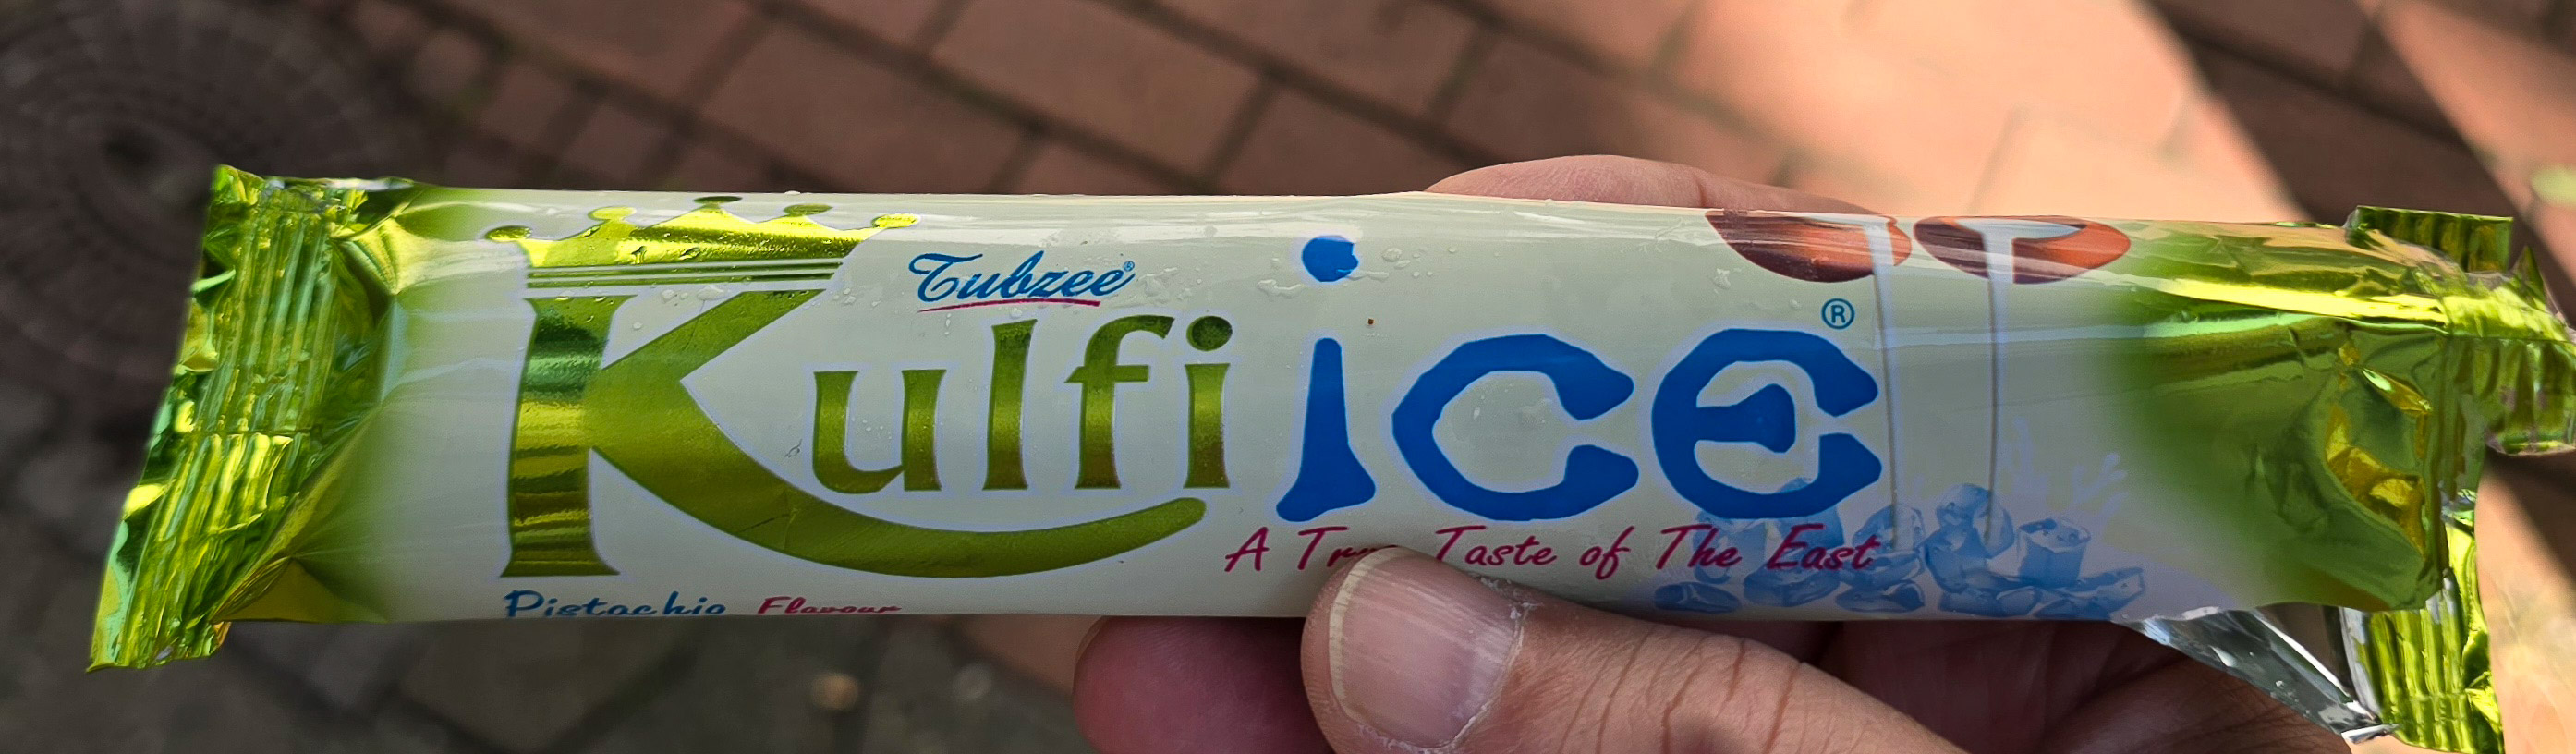 Tubzee®
Kulfi ice®
A Taste of The East
Pistachio Flavour